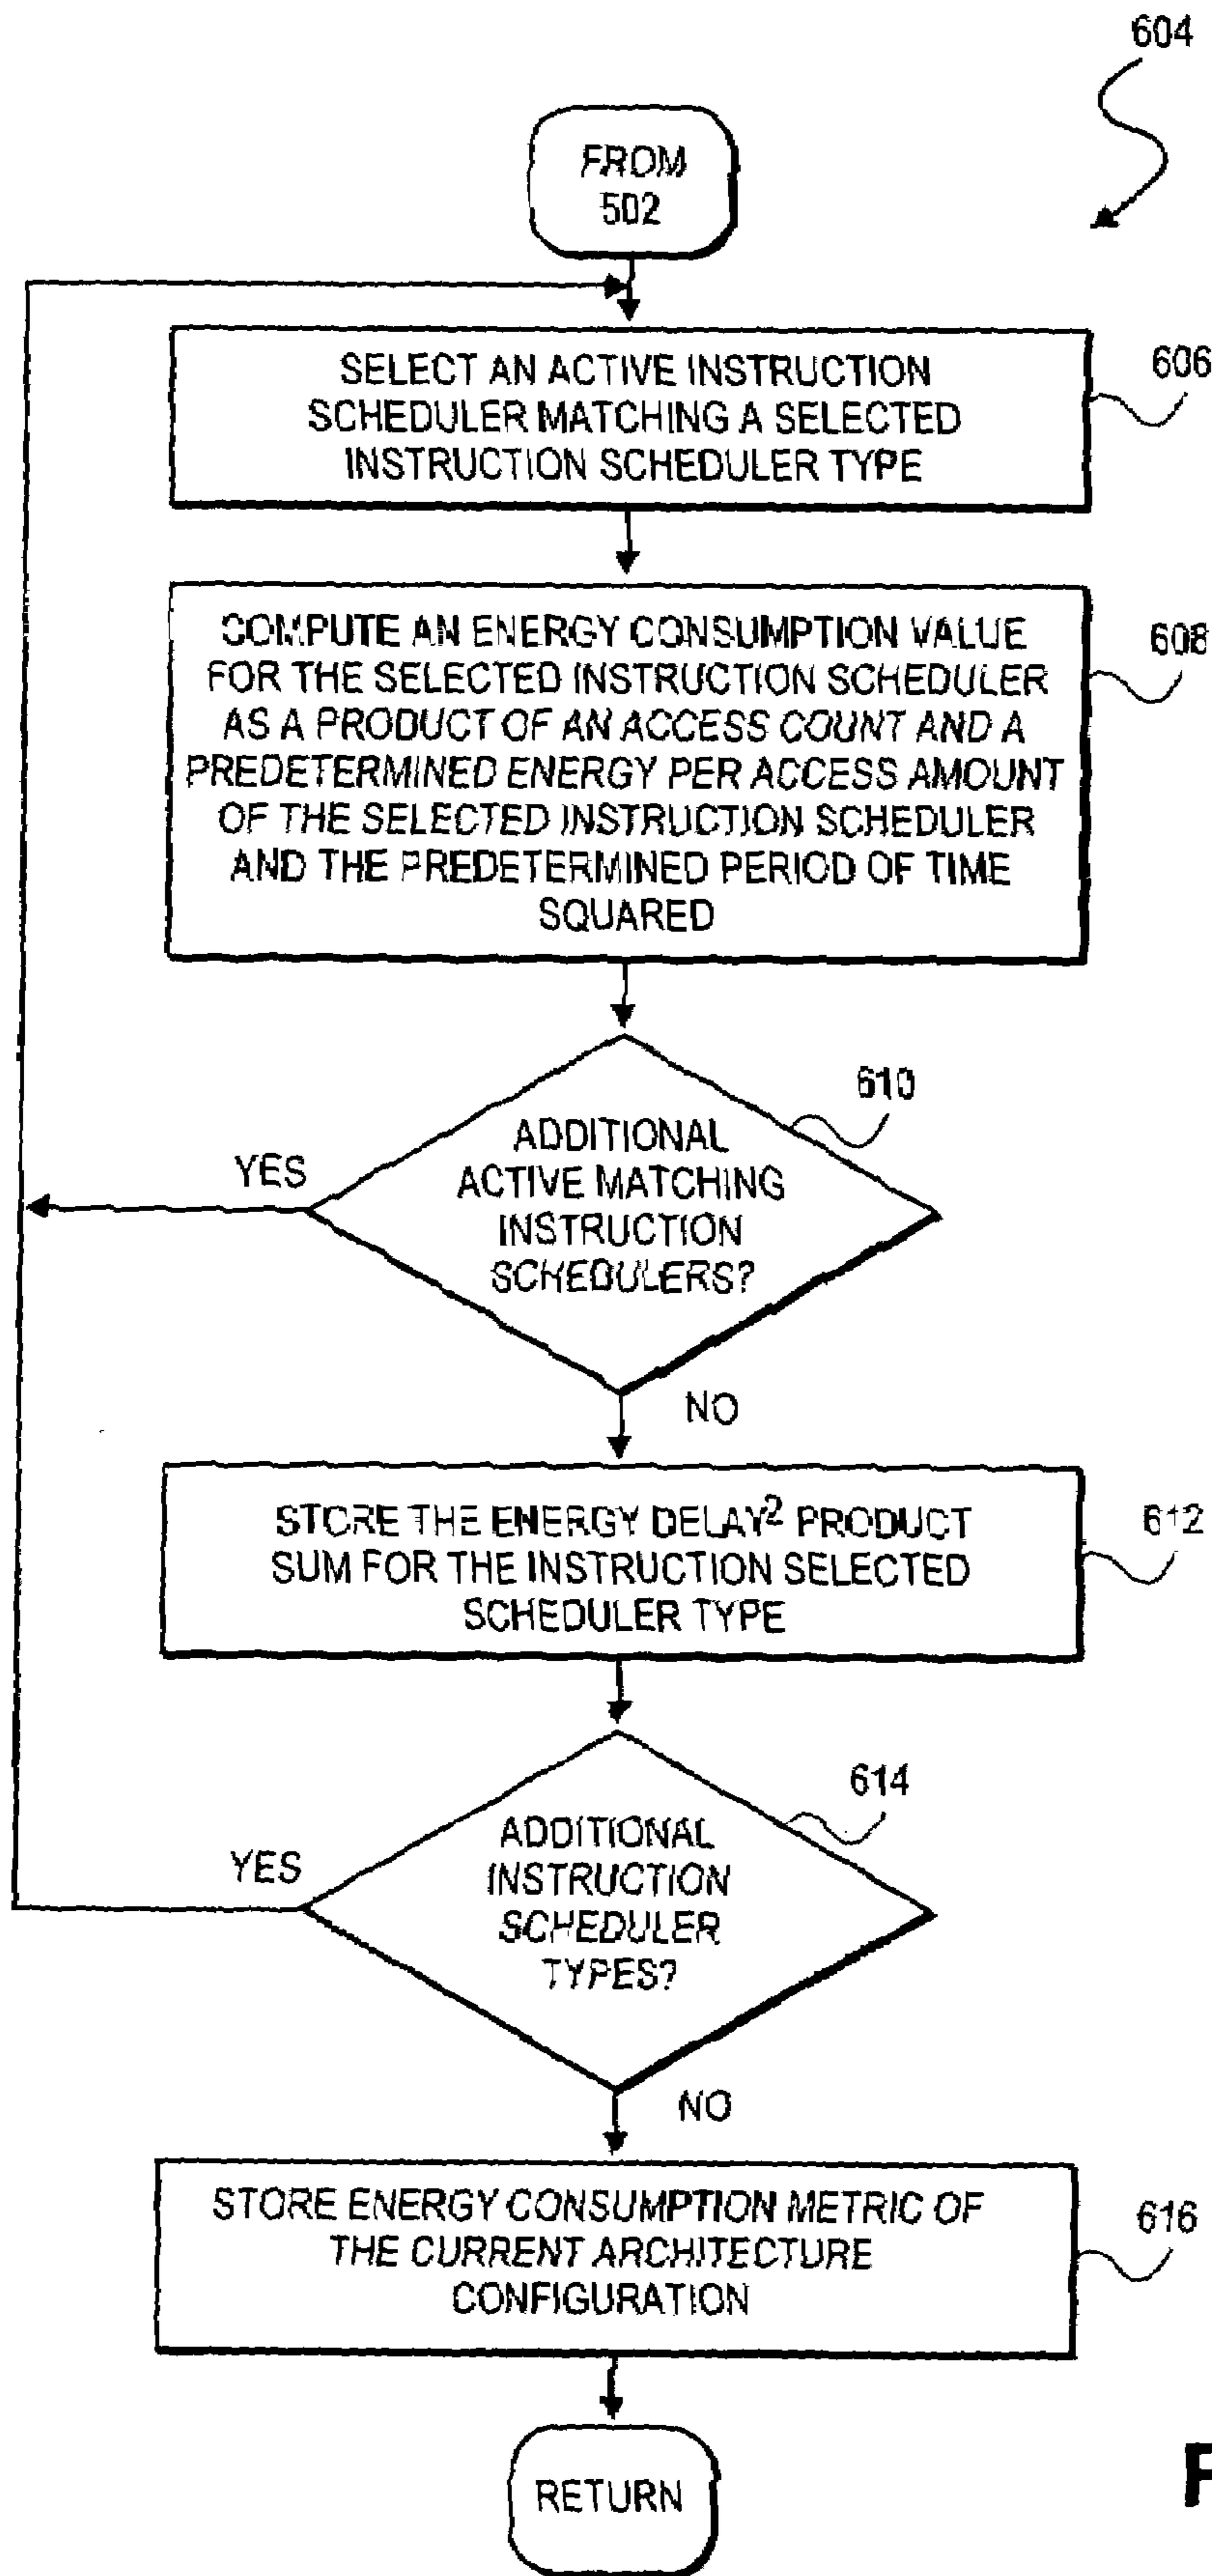 604
FROM
502
SELECT AN ACTIVE INSTRUCTION
SCHEDULER MATCHING A SELECTED
INSTRUCTION SCHEDULER TYPE
606
COMPUTE AN ENERGY CONSUMPTION VALUE
FOR THE SELECTED INSTRUCTION SCHEDULER
AS A PRODUCT OF AN ACCESS COUNT AND A
PREDETERMINED ENERGY PER ACCESS AMOUNT
OF THE SELECTED INSTRUCTION SCHEDULER
AND THE PREDETERMINED PERIOD OF TIME
SQUARED
608
610
ADDITIONAL
ACTIVE MATCHING
INSTRUCTION
SCHEDULERS?
YES
NO
STORE THE ENERGY DELAY² PRODUCT
SUM FOR THE INSTRUCTION SELECTED
SCHEDULER TYPE
612
614
ADDITIONAL
INSTRUCTION
SCHEDULER
TYPES?
YES
NO
STORE ENERGY CONSUMPTION METRIC OF
THE CURRENT ARCHITECTURE
CONFIGURATION
616
RETURN
F